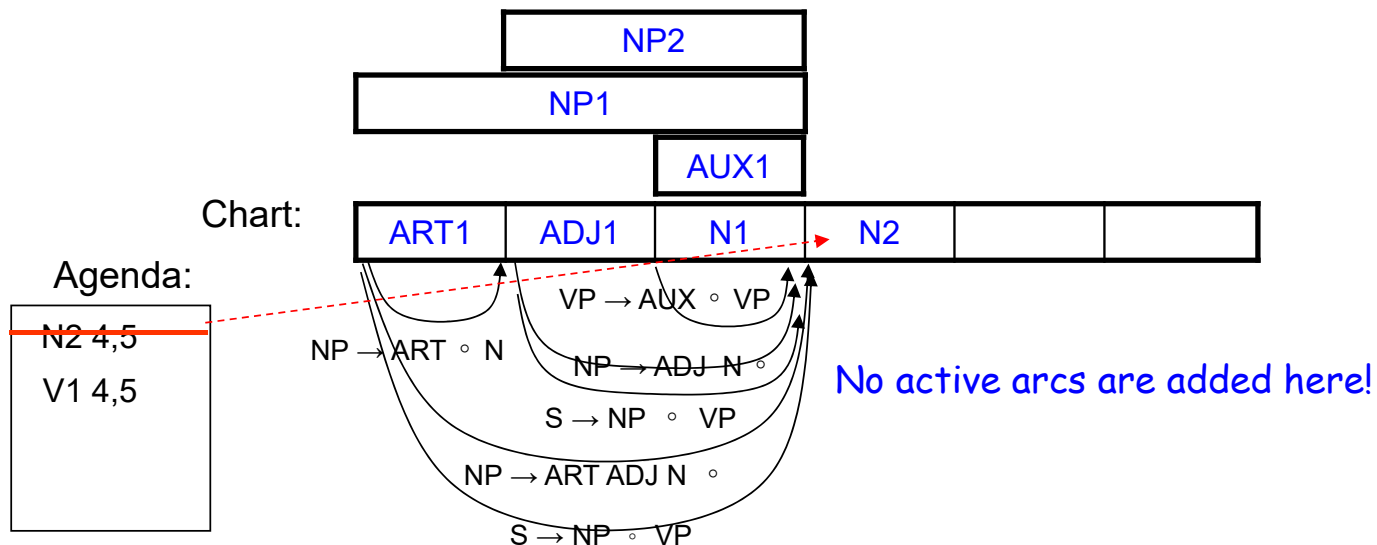 NP2
NP1
AUX1
Chart:
ART1 ADJ1 N1 N2
Agenda:
N2 4,5
V1 4,5
VP → AUX ◦ VP
NP → ART ◦ N
NP → ADJ N ◦
No active arcs are added here!
S → NP ◦ VP
NP → ART ADJ N ◦
S → NP ◦ VP